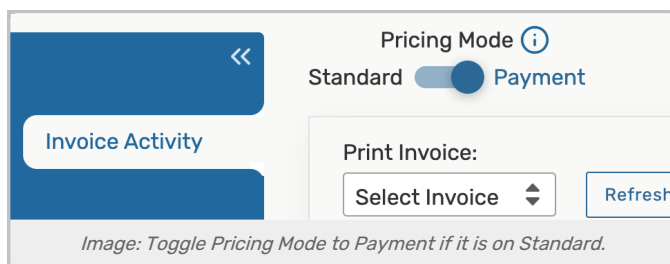 Pricing Mode
Standard Payment
Invoice Activity
Print Invoice:
Select Invoice
Refresh
Image: Toggle Pricing Mode to Payment if it is on Standard.